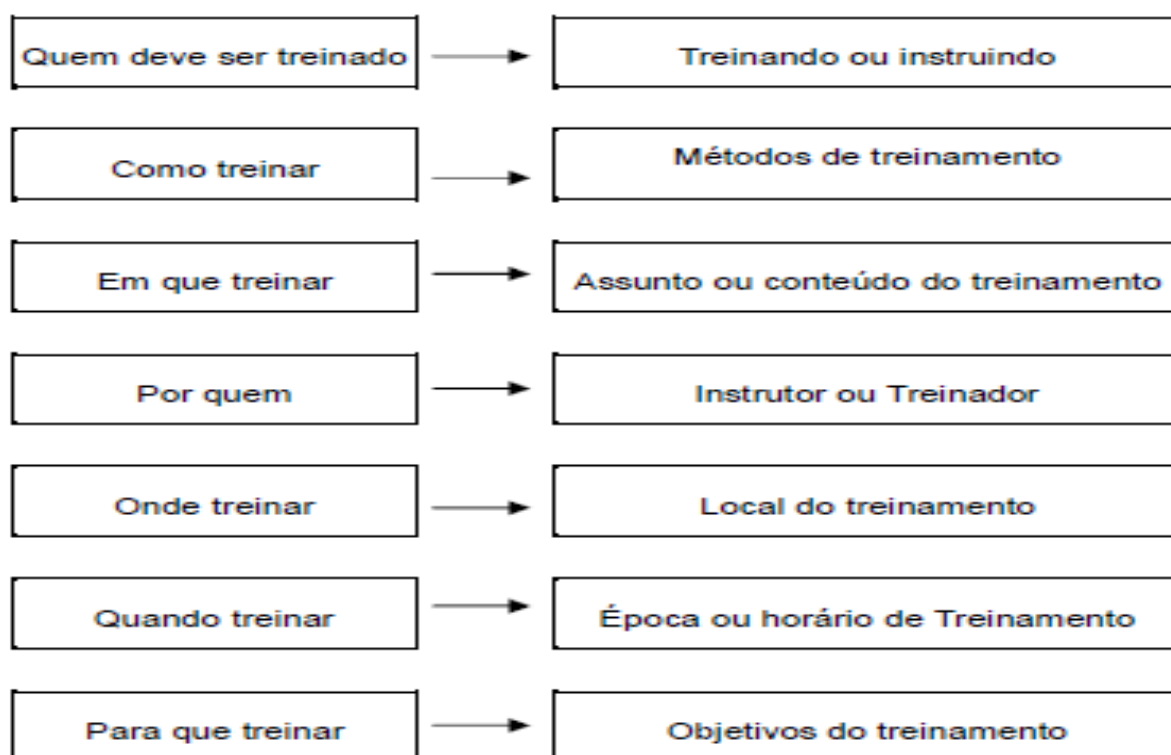 Quem deve ser treinado
Treinando ou instruindo
Como treinar
Métodos de treinamento
Em que treinar
Assunto ou conteúdo do treinamento
Por quem
Instrutor ou Treinador
Onde treinar
Local do treinamento
Quando treinar
Época ou horário de Treinamento
Para que treinar
Objetivos do treinamento